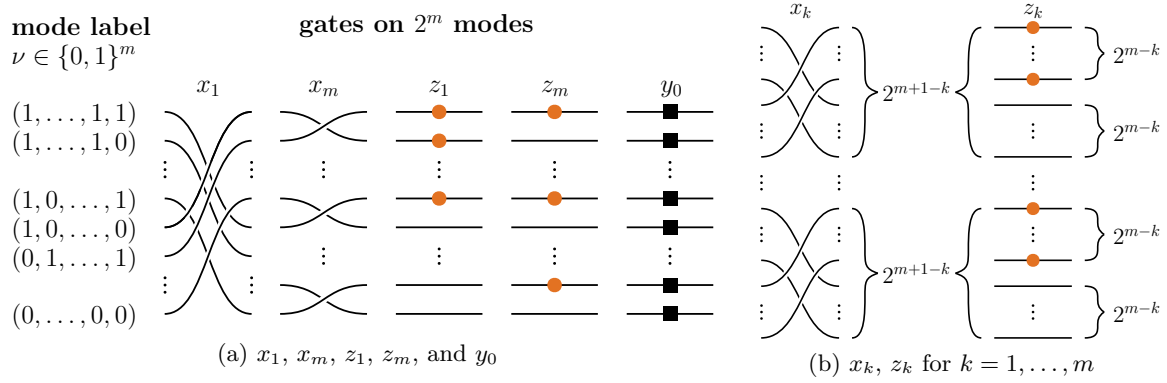 mode label
ν ∈ {0, 1}^m
gates on 2^m modes
x_1 x_m z_1 z_m y_0
(1, . . . , 1, 1)
(1, . . . , 1, 0)
⋮ ⋮ ⋮ ⋮ ⋮ ⋮
(1, 0, . . . , 1)
(1, 0, . . . , 0)
(0, 1, . . . , 1)
⋮ ⋮ ⋮ ⋮ ⋮ ⋮
(0, . . . , 0, 0)
(a) x_1, x_m, z_1, z_m, and y_0
x_k z_k
2^{m+1−k}
2^{m−k}
2^{m−k}
2^{m+1−k}
2^{m−k}
2^{m−k}
(b) x_k, z_k for k = 1, . . . , m